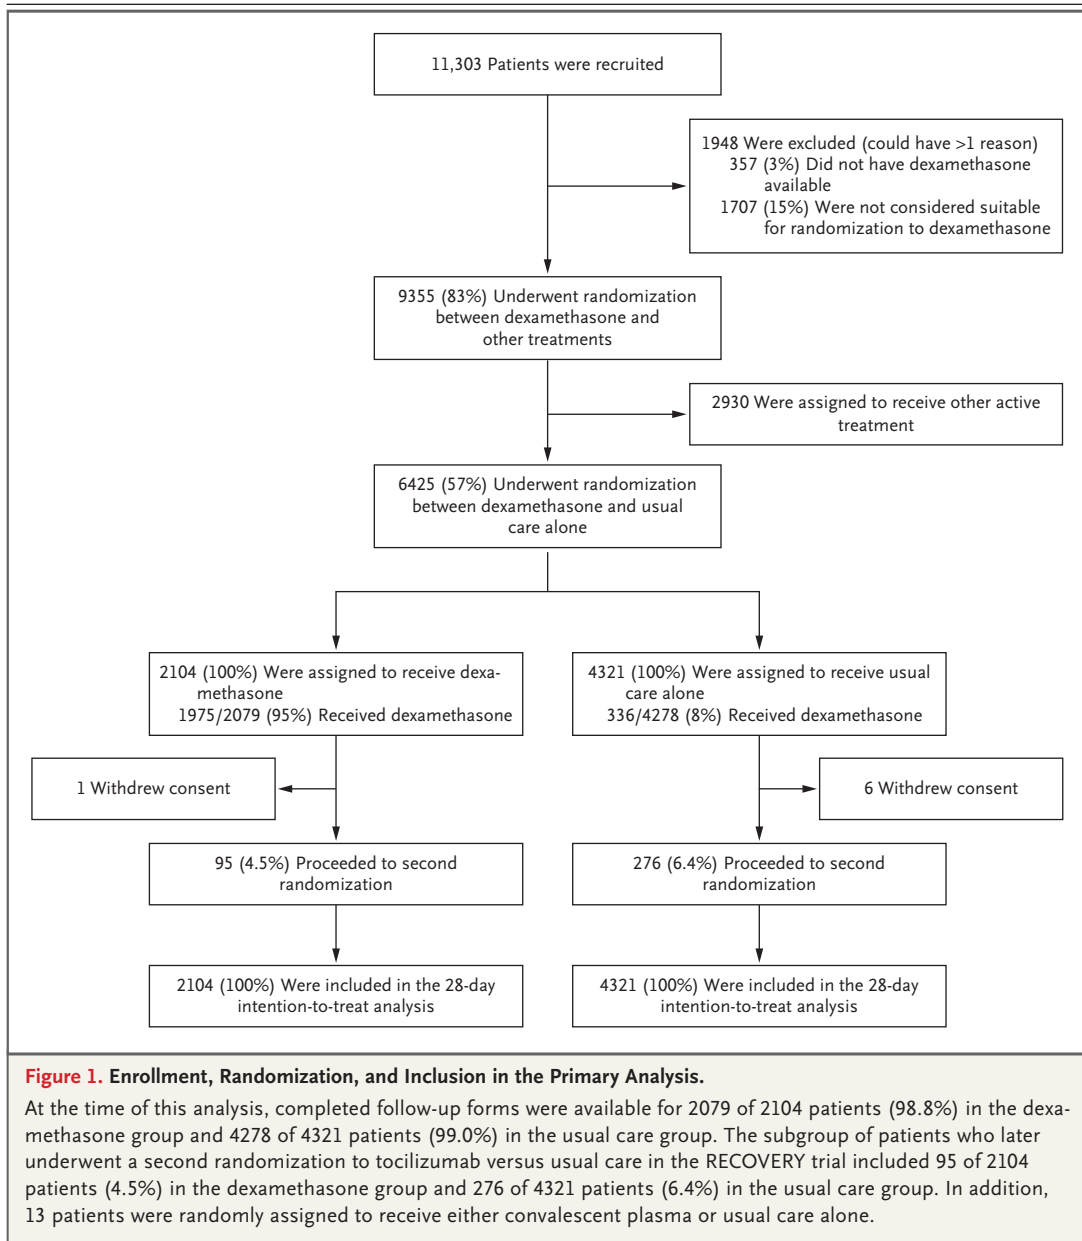 11,303 Patients were recruited
1948 Were excluded (could have >1 reason)
357 (3%) Did not have dexamethasone
available
1707 (15%) Were not considered suitable
for randomization to dexamethasone
9355 (83%) Underwent randomization
between dexamethasone and
other treatments
2930 Were assigned to receive other active
treatment
6425 (57%) Underwent randomization
between dexamethasone and usual
care alone
2104 (100%) Were assigned to receive dexa-
methasone
1975/2079 (95%) Received dexamethasone
4321 (100%) Were assigned to receive usual
care alone
336/4278 (8%) Received dexamethasone
1 Withdrew consent
6 Withdrew consent
95 (4.5%) Proceeded to second
randomization
276 (6.4%) Proceeded to second
randomization
2104 (100%) Were included in the 28-day
intention-to-treat analysis
4321 (100%) Were included in the 28-day
intention-to-treat analysis
Figure 1. Enrollment, Randomization, and Inclusion in the Primary Analysis.
At the time of this analysis, completed follow-up forms were available for 2079 of 2104 patients (98.8%) in the dexa-
methasone group and 4278 of 4321 patients (99.0%) in the usual care group. The subgroup of patients who later
underwent a second randomization to tocilizumab versus usual care in the RECOVERY trial included 95 of 2104
patients (4.5%) in the dexamethasone group and 276 of 4321 patients (6.4%) in the usual care group. In addition,
13 patients were randomly assigned to receive either convalescent plasma or usual care alone.